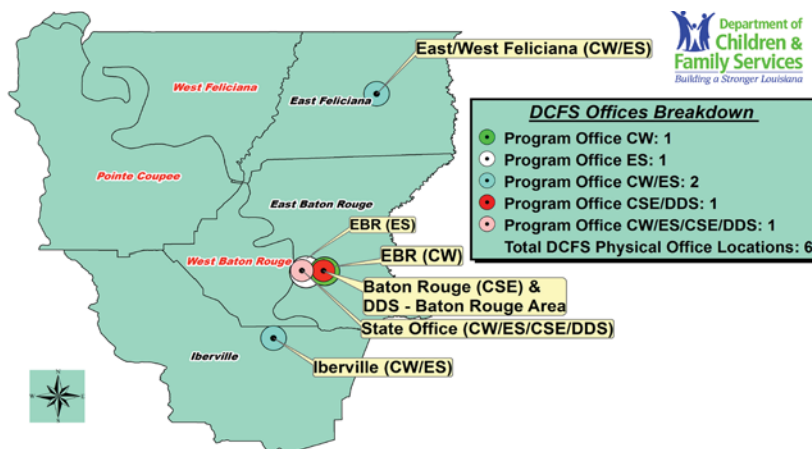 Department of
Children &
Family Services
Building a Stronger Louisiana
East/West Feliciana (CW/ES)
West Feliciana
East Feliciana
DCFS Offices Breakdown
Program Office CW: 1
Program Office ES: 1
Program Office CW/ES: 2
Program Office CSE/DDS: 1
Program Office CW/ES/CSE/DDS: 1
Total DCFS Physical Office Locations: 6
Pointe Coupee
East Baton Rouge
EBR (ES)
West Baton Rouge
EBR (CW)
Baton Rouge (CSE) &
DDS - Baton Rouge Area
State Office (CW/ES/CSE/DDS)
Iberville
Iberville (CW/ES)